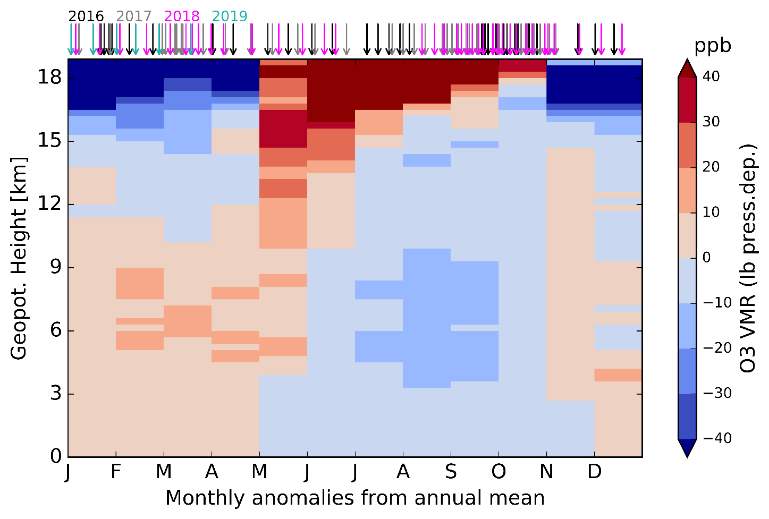 2016 2017 2018 2019
ppb
18
15
12
9
6
3
0
Geopot. Height [km]
J F M A M J J A S O N D
Monthly anomalies from annual mean
40
30
20
10
0
−10
−20
−30
−40
O3 VMR (lb press.dep.)